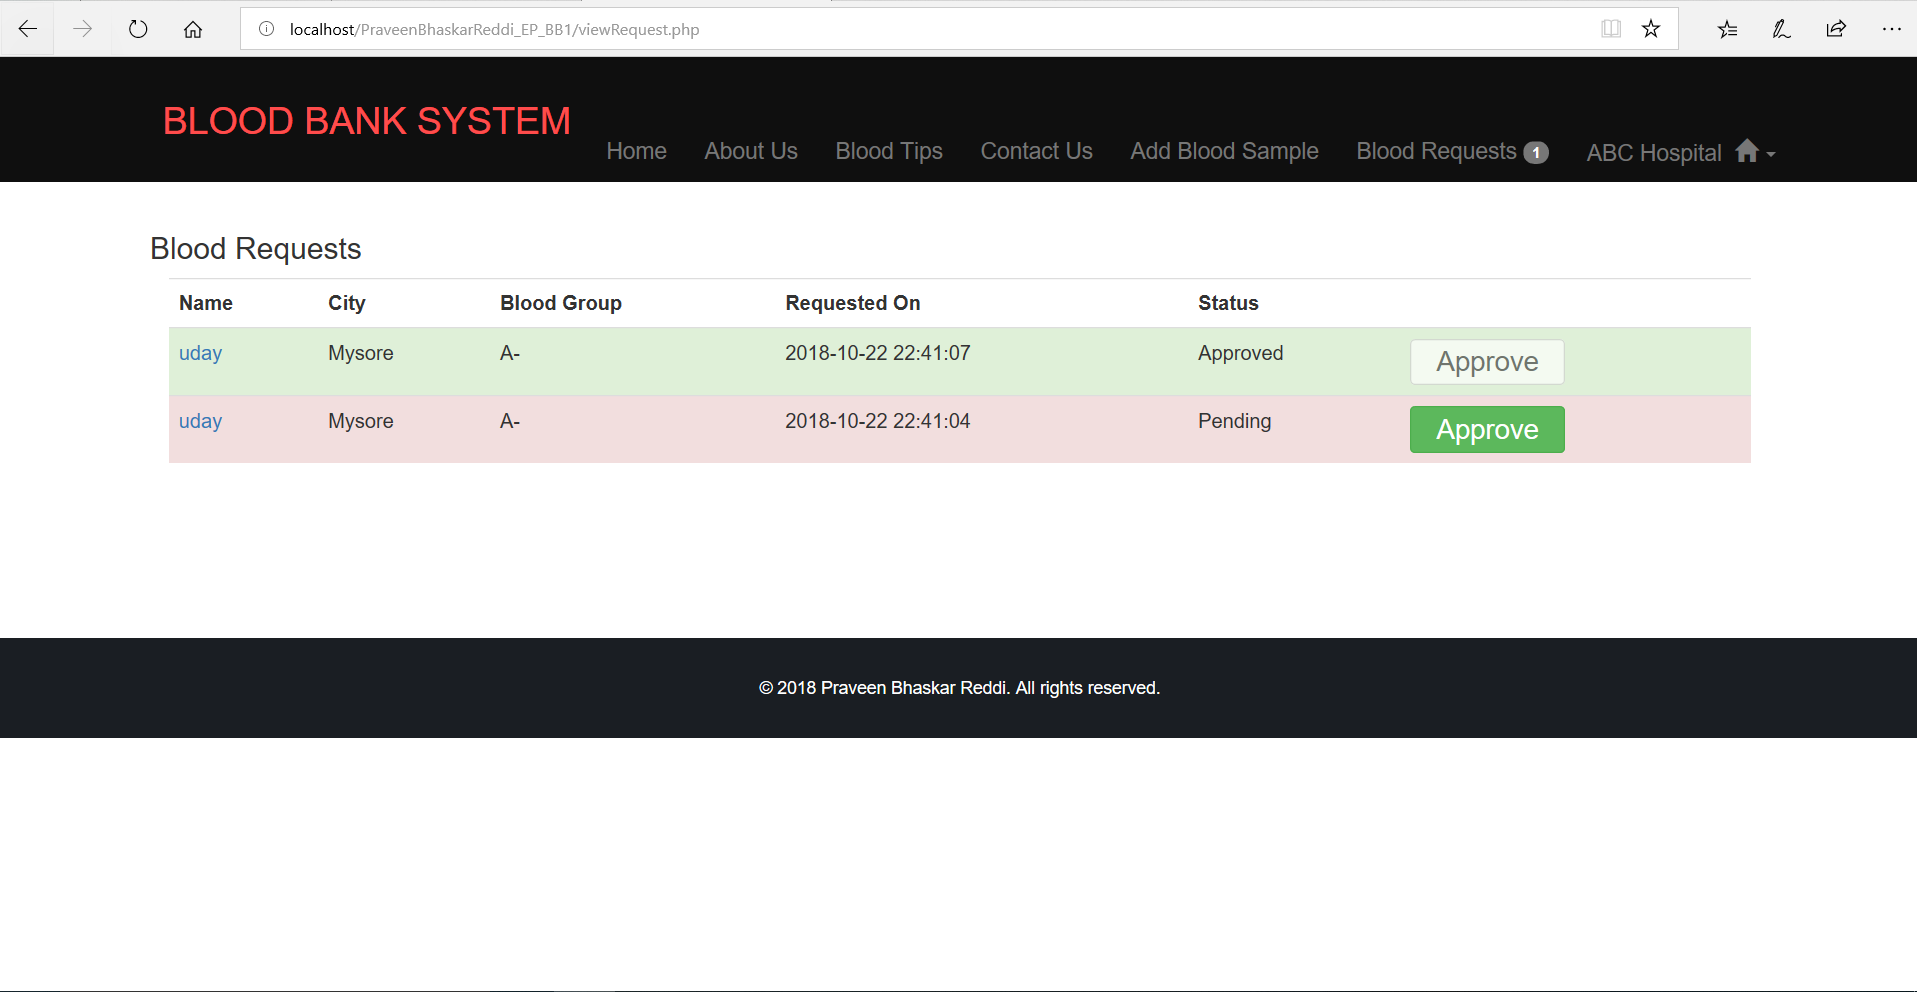 localhost/PraveenBhaskarReddi_EP_BB1/viewRequest.php
BLOOD BANK SYSTEM
Home About Us Blood Tips Contact Us Add Blood Sample Blood Requests 1 ABC Hospital
Blood Requests
Name City Blood Group Requested On Status
uday Mysore A- 2018-10-22 22:41:07 Approved Approve
uday Mysore A- 2018-10-22 22:41:04 Pending Approve
© 2018 Praveen Bhaskar Reddi. All rights reserved.